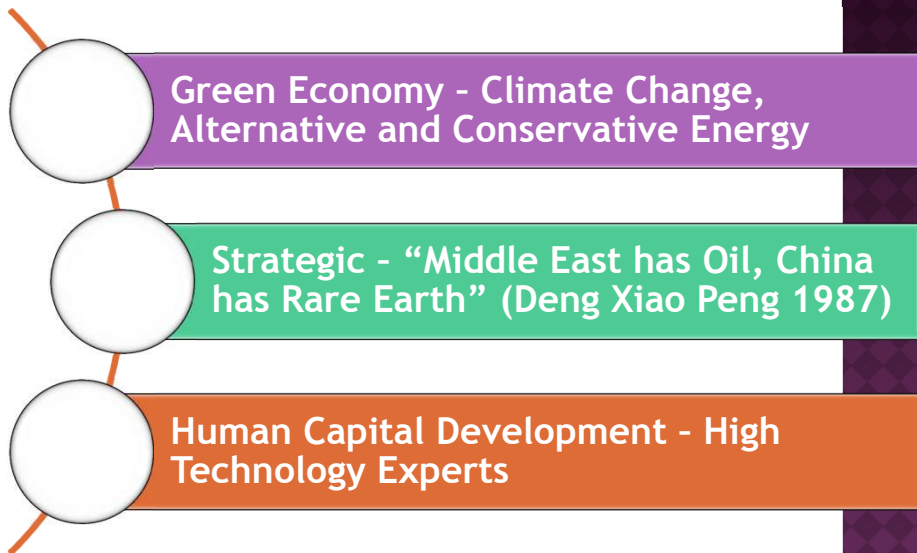 Green Economy – Climate Change,
Alternative and Conservative Energy
Strategic – “Middle East has Oil, China
has Rare Earth” (Deng Xiao Peng 1987)
Human Capital Development – High
Technology Experts